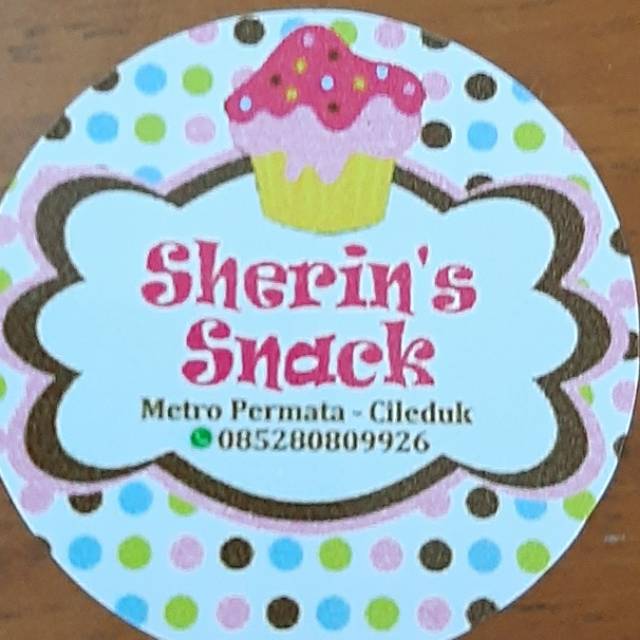 Sherin's
Snack
Metro Permata - Cileduk
085280809926